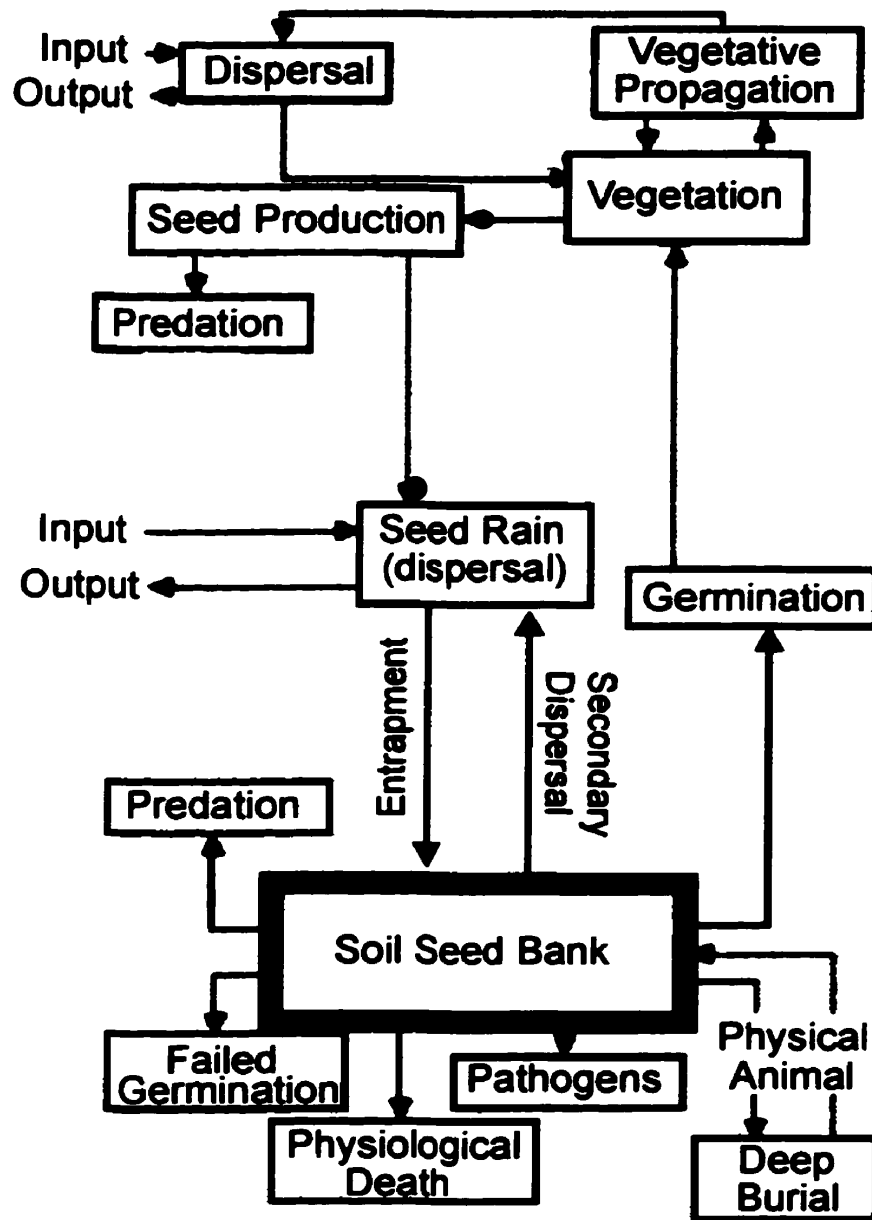 Input
Output
Dispersal
Vegetative
Propagation
Vegetation
Seed Production
Predation
Input
Output
Seed Rain
(dispersal)
Germination
Entrapment
Secondary
Dispersal
Predation
Soil Seed Bank
Failed
Germination
Physiological
Death
Pathogens
Physical
Animal
Deep
Burial